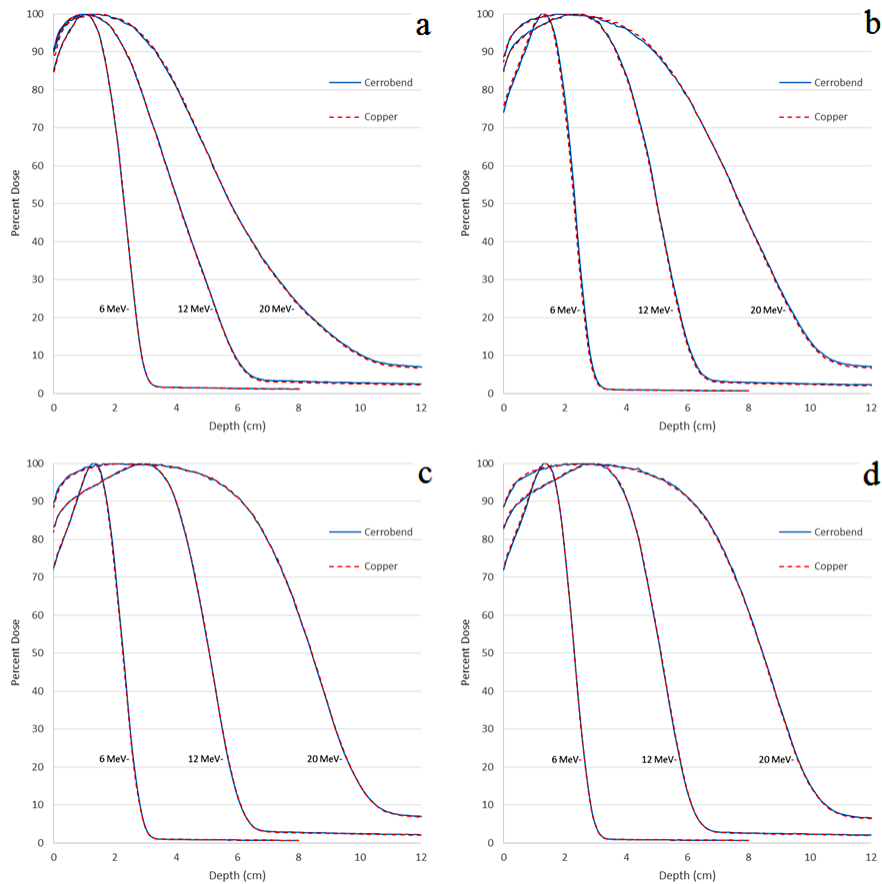 a
100
90
80
70
60
50
40
30
20
10
0
Percent Dose
Cerrobend
Copper
6 MeV-
12 MeV-
20 MeV-
0 2 4 6 8 10 12
Depth (cm)
b
100
90
80
70
60
50
40
30
20
10
0
Percent Dose
Cerrobend
Copper
6 MeV-
12 MeV-
20 MeV-
0 2 4 6 8 10 12
Depth (cm)
c
100
90
80
70
60
50
40
30
20
10
0
Percent Dose
Cerrobend
Copper
6 MeV-
12 MeV-
20 MeV-
0 2 4 6 8 10 12
Depth (cm)
d
100
90
80
70
60
50
40
30
20
10
0
Percent Dose
Cerrobend
Copper
6 MeV-
12 MeV-
20 MeV-
0 2 4 6 8 10 12
Depth (cm)